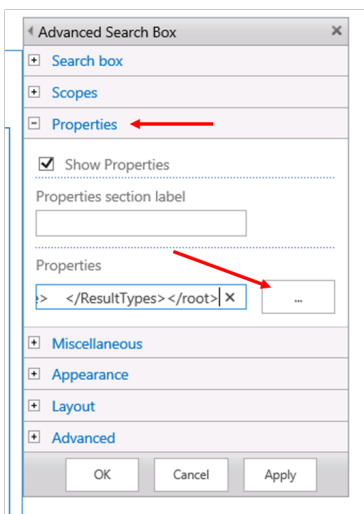 Advanced Search Box
Search box
Scopes
Properties
Show Properties
Properties section label
Properties
></ResultTypes></root>
...
Miscellaneous
Appearance
Layout
Advanced
OK Cancel Apply